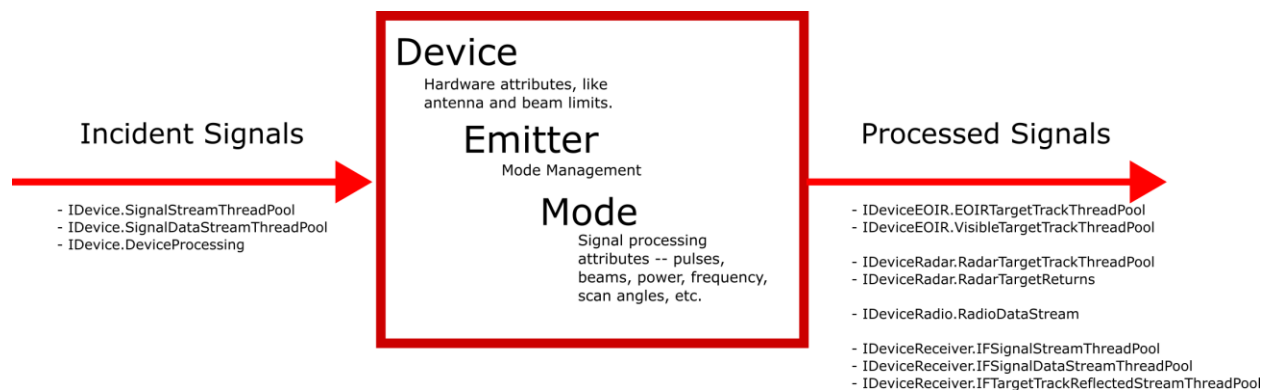 Incident Signals
- IDevice.SignalStreamThreadPool
- IDevice.SignalDataStreamThreadPool
- IDevice.DeviceProcessing
Device
Hardware attributes, like
antenna and beam limits.
Emitter
Mode Management
Mode
Signal processing
attributes -- pulses,
beams, power, frequency,
scan angles, etc.
Processed Signals
- IDeviceEOIR.EOIRTargetTrackThreadPool
- IDeviceEOIR.VisibleTargetTrackThreadPool
- IDeviceRadar.RadarTargetTrackThreadPool
- IDeviceRadar.RadarTargetReturns
- IDeviceRadio.RadioDataStream
- IDeviceReceiver.IFSignalStreamThreadPool
- IDeviceReceiver.IFSignalDataStreamThreadPool
- IDeviceReceiver.IFTargetTrackReflectedStreamThreadPool